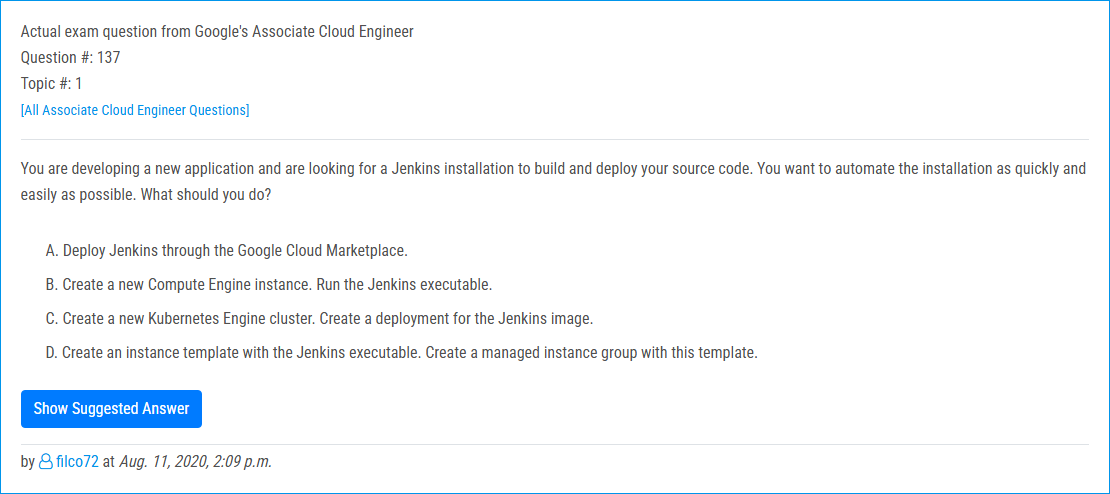 Actual exam question from Google's Associate Cloud Engineer
Question #: 137
Topic #: 1
[All Associate Cloud Engineer Questions]
You are developing a new application and are looking for a Jenkins installation to build and deploy your source code. You want to automate the installation as quickly and
easily as possible. What should you do?
A. Deploy Jenkins through the Google Cloud Marketplace.
B. Create a new Compute Engine instance. Run the Jenkins executable.
C. Create a new Kubernetes Engine cluster. Create a deployment for the Jenkins image.
D. Create an instance template with the Jenkins executable. Create a managed instance group with this template.
Show Suggested Answer
by filco72 at Aug. 11, 2020, 2:09 p.m.